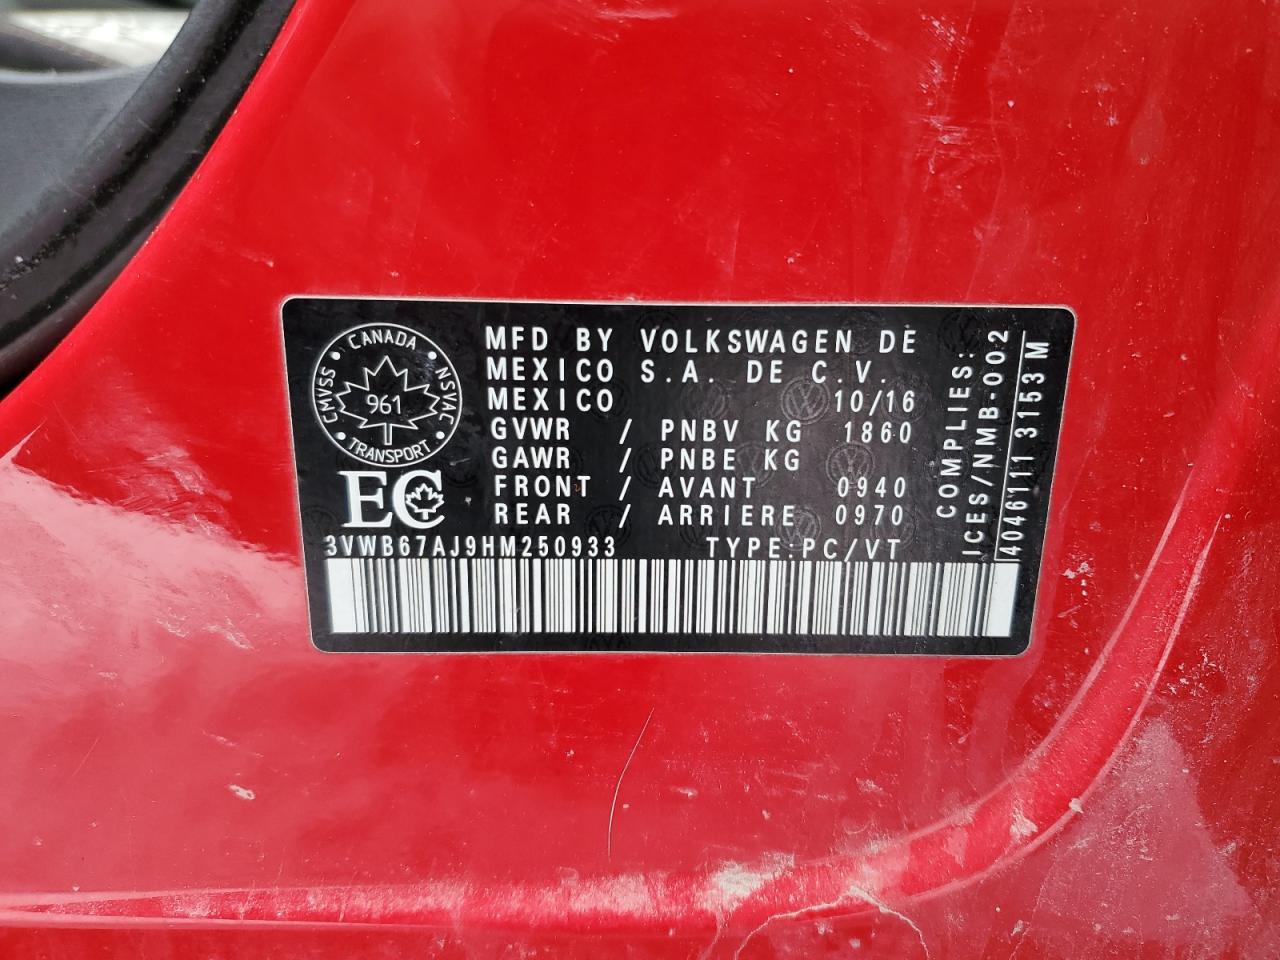 CANADA
CMVSS NSVAC
961
TRANSPORT
EC
MFD BY VOLKSWAGEN DE
MEXICO S.A. DE C.V.
MEXICO 10/16
GVWR / PNBV KG 1860
GAWR / PNBE KG
FRONT / AVANT 0940
REAR / ARRIERE 0970
3VWB67AJ9HM250933 TYPE:PC/VT
COMPLIES:
ICES/NMB-002
4046111 3153M